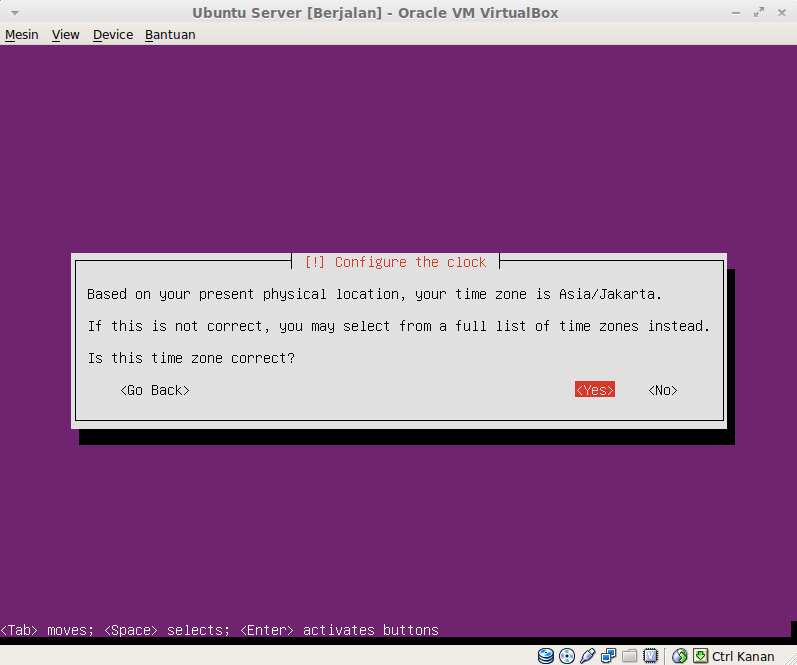 Ubuntu Server [Berjalan] - Oracle VM VirtualBox
Mesin View Device Bantuan
[!] Configure the clock
Based on your present physical location, your time zone is Asia/Jakarta.
If this is not correct, you may select from a full list of time zones instead.
Is this time zone correct?
<Go Back> <Yes> <No>
<Tab> moves; <Space> selects; <Enter> activates buttons
Ctrl Kanan